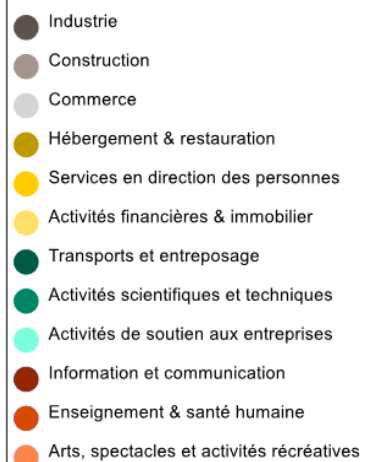 Industrie
Construction
Commerce
Hébergement & restauration
Services en direction des personnes
Activités financières & immobilier
Transports et entreposage
Activités scientifiques et techniques
Activités de soutien aux entreprises
Information et communication
Enseignement & santé humaine
Arts, spectacles et activités récréatives